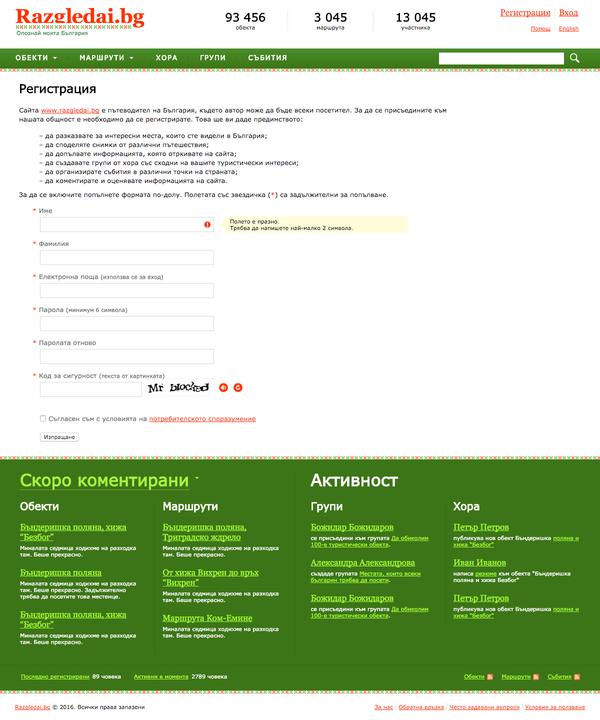 Razgledai.bg
Опознай моята България
93 456
обекта
3 045
маршрута
13 045
участника
Регистрация Вход
Помощ English
ОБЕКТИ МАРШРУТИ ХОРА ГРУПИ СЪБИТИЯ
Регистрация
Сайта www.razgledai.bg е пътеводител на България, където автор може да бъде всеки посетител. За да се присъедините към
нашата общност е необходимо да се регистрирате. Това ще ви даде предимството:
– да разказвате за интересни места, които сте видели в България;
– да споделяте снимки от различни пътешествия;
– да допълвате информацията, която откривате на сайта;
– да създавате групи от хора със сходни на вашите туристически интереси;
– да организирате събития в различни точки на страната;
– да коментирате и оценявате информацията на сайта.
За да се включите попълнете формата по-долу. Полетата със звездичка (*) са задължителни за попълване.
* Име
Полето е празно.
Трябва да напишете най-малко 2 символа.
* Фамилия
* Електронна поща (използва се за вход)
* Парола (минимум 6 символа)
* Паролата отново
* Код за сигурност (текста от картинката)
Mr blocked
Съгласен съм с условията на потребителското споразумение
Изпращане
Скоро коментирани
Активност
Обекти
Маршрути
Групи
Хора
Бъндеришка поляна, хижа
“Безбог”
Миналата седмица ходихме на разходка
там. Беше прекрасно.
Бъндеришка поляна
Миналата седмица ходихме на разходка
там. Беше прекрасно. Задължително
трябва да посетите това местенце.
Бъндеришка поляна, хижа
“Безбог”
Миналата седмица ходихме на разходка
там. Беше прекрасно.
Бъндеришка поляна,
Триградско ждрело
Миналата седмица ходихме на разходка
там. Беше прекрасно.
От хижа Вихрен до връх
“Вихрен”
Миналата седмица ходихме на разходка
там. Беше прекрасно.
Маршрута Ком-Емине
Миналата седмица ходихме на разходка
там. Беше прекрасно.
Божидар Божидаров
се присъедини към групата Да обиколим
100-е туристически обекта.
Александра Александрова
създаде групата Местата, които всеки
българин трябва да посети.
Божидар Божидаров
се присъедини към групата Да обиколим
100-е туристически обекта.
Петър Петров
публикува нов обект Бъндеришка поляна и
хижа “Безбог”
Иван Иванов
написа резюме към обекта “Бъндеришка
поляна и хижа Безбог”
Петър Петров
публикува нов обект Бъндеришка поляна и
хижа “Безбог”
Последно регистрирани 89 човека Активни в момента 2789 човека
Обекти Маршрути Събития
Razgledai.bg © 2016. Всички права запазени
За нас | Обратна връзка | Често задавани въпроси | Условия за ползване